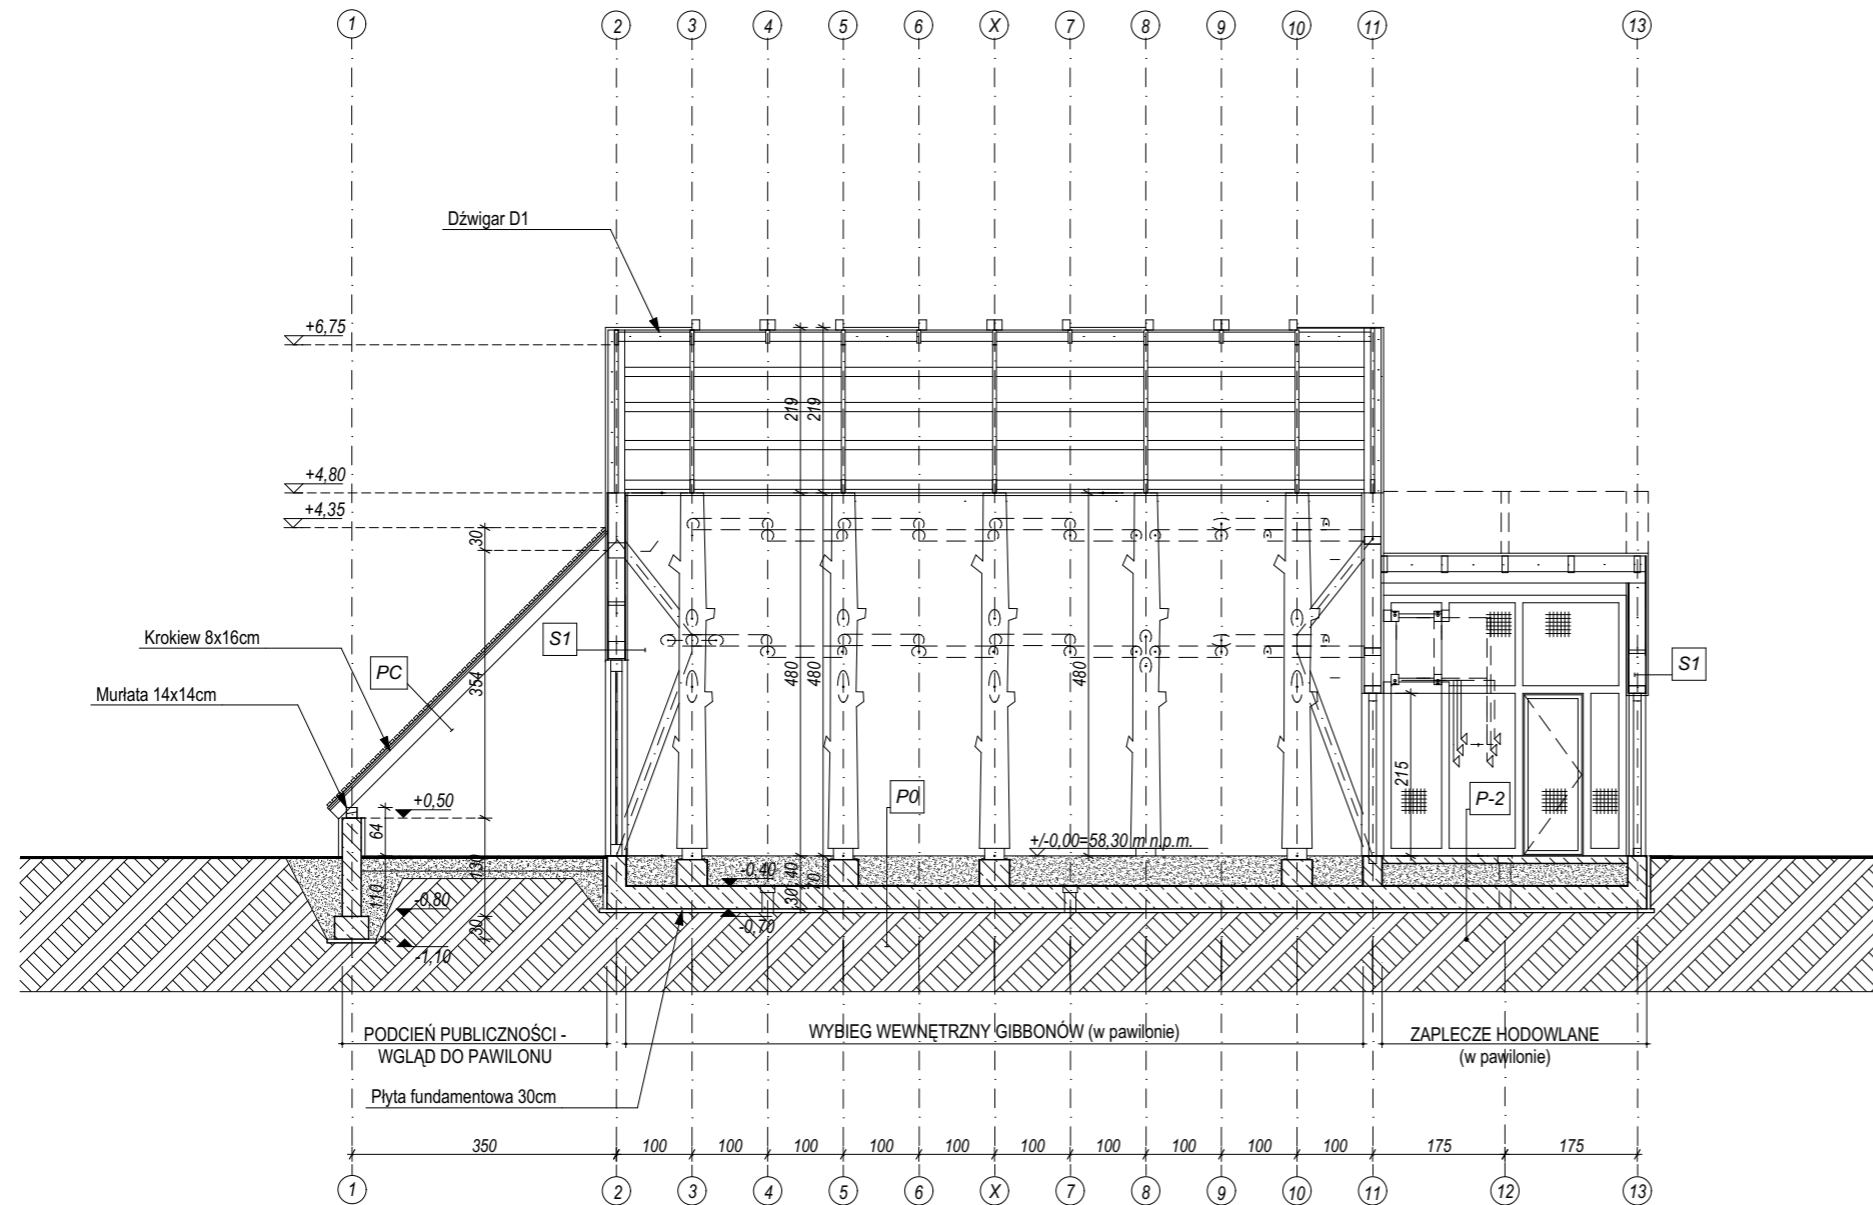 1 2 3 4 5 6 X 7 8 9 10 11 13
Dźwigar D1
+6,75
219 219
+4,80
+4,35
30
Krokiew 8x16cm
S1
PC
354
480 480 480
S1
Murłata 14x14cm
215
P0
P-2
+0,50
64
+/-0,00=58,30 m n.p.m.
130
110
-0,40
40
30
70
-0,80
30
-0,70
-1,10
PODCIEŃ PUBLICZNOŚCI -
WGLĄD DO PAWILONU
WYBIEG WEWNĘTRZNY GIBBONÓW (w pawilonie)
ZAPLECZE HODOWLANE
(w pawilonie)
Płyta fundamentowa 30cm
350 100 100 100 100 100 100 100 100 100 100 175 175
1 2 3 4 5 6 X 7 8 9 10 11 12 13